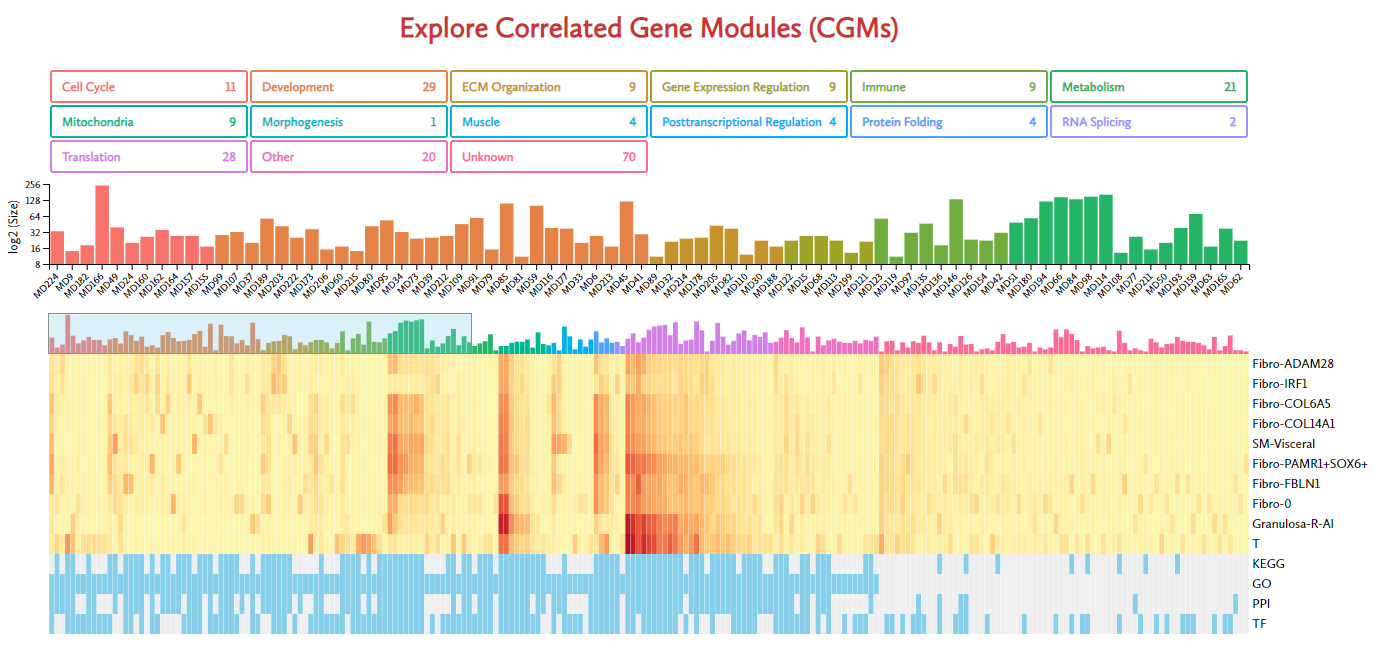 Explore Correlated Gene Modules (CGMs)
Cell Cycle 11
Development 29
ECM Organization 9
Gene Expression Regulation 9
Immune 9
Metabolism 21
Mitochondria 9
Morphogenesis 1
Muscle 4
Posttranscriptional Regulation 4
Protein Folding 4
RNA Splicing 2
Translation 28
Other 20
Unknown 70
log2 (Size)
256
128
64
32
16
8
MD224
MD9
MD182
MD166
MD49
MD24
MD160
MD162
MD164
MD157
MD155
MD99
MD107
MD37
MD189
MD203
MD222
MD173
MD206
MD60
MD215
MD80
MD95
MD34
MD73
MD39
MD212
MD109
MD91
MD79
MD85
MD81
MD59
MD116
MD177
MD33
MD6
MD213
MD45
MD41
MD89
MD32
MD214
MD178
MD205
MD87
MD110
MD30
MD188
MD122
MD15
MD68
MD113
MD159
MD121
MD123
MD119
MD97
MD135
MD36
MD146
MD126
MD154
MD42
MD51
MD180
MD194
MD66
MD84
MD98
MD114
MD108
MD77
MD211
MD50
MD193
MD159
MD63
MD165
MD62
Fibro-ADAM28
Fibro-IRF1
Fibro-COL6A5
Fibro-COL14A1
SM-Visceral
Fibro-PAMR1+SOX6+
Fibro-FBLN1
Fibro-0
Granulosa-R-AI
T
KEGG
GO
PPI
TF